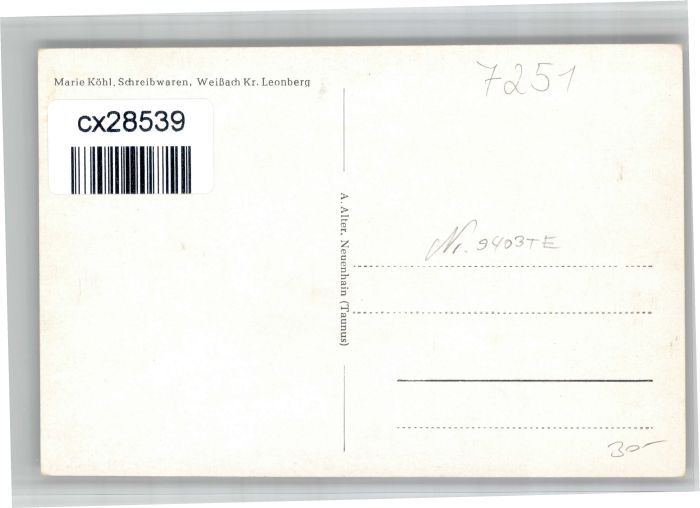 Marie Köhl, Schreibwaren, Weißach Kr. Leonberg
cx28539
7251
A. Alter, Neuenhain (Taunus)
Nr. 9403TE
30-